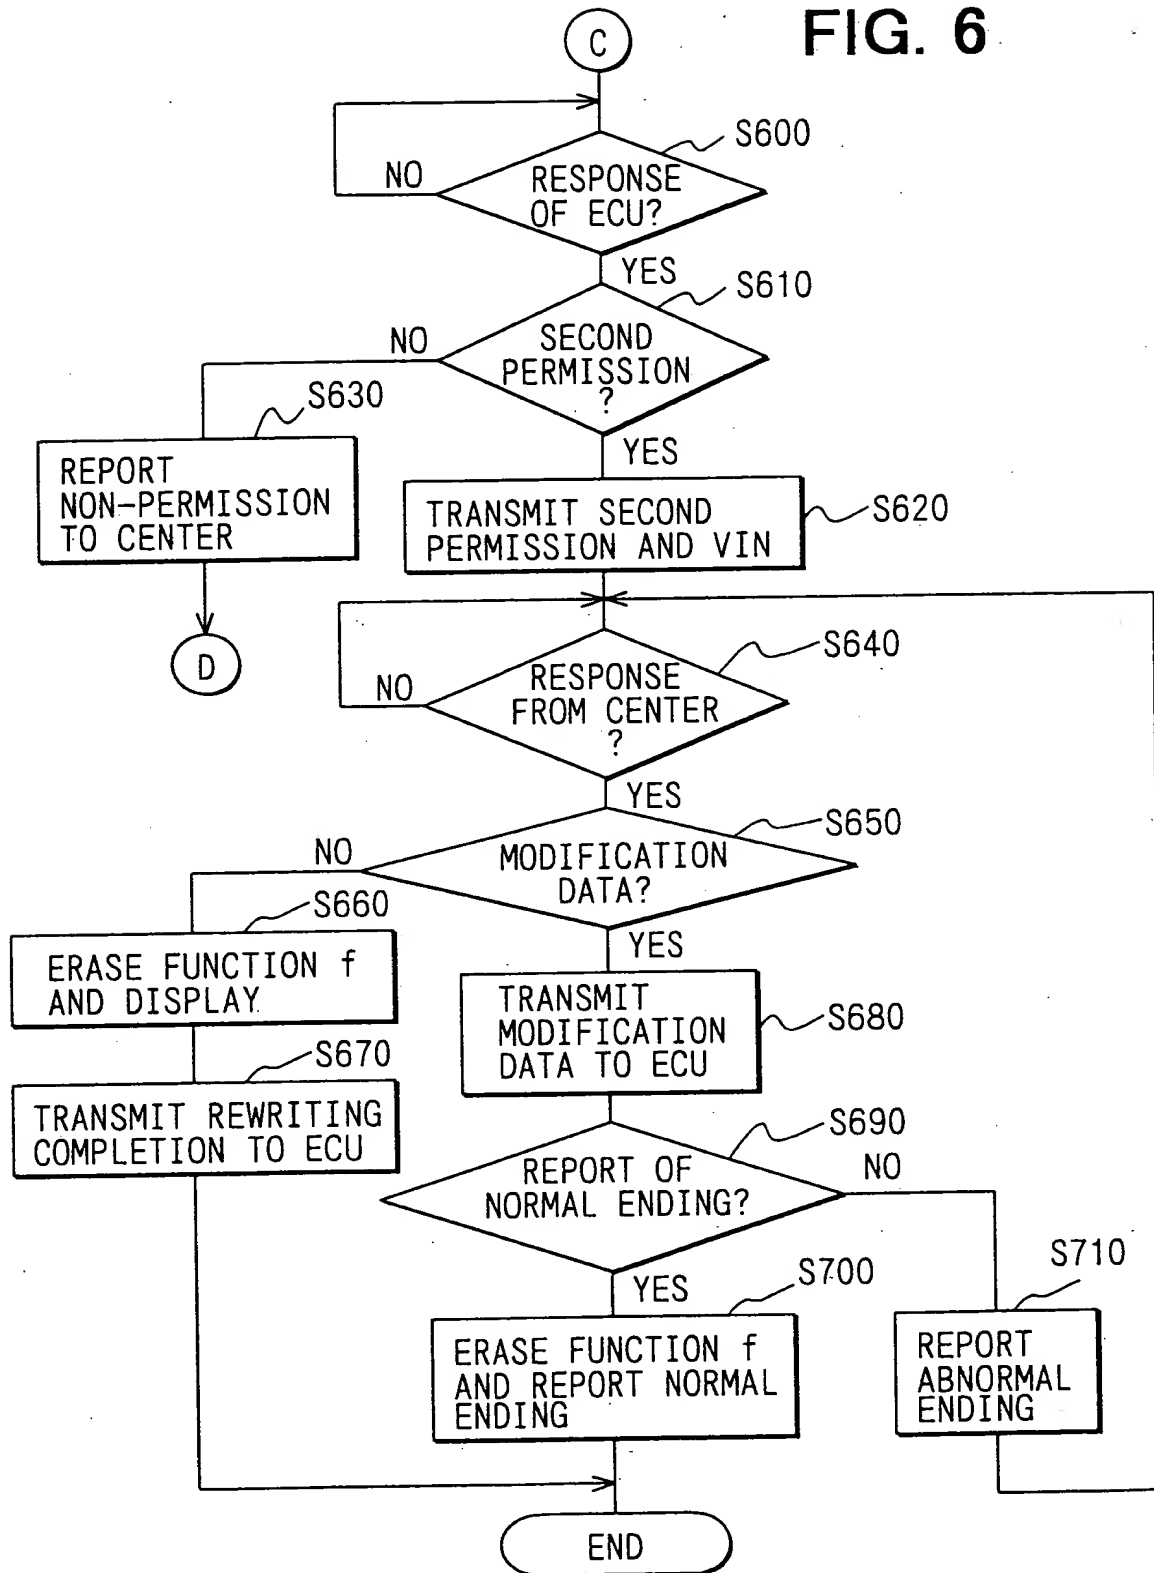 FIG. 6
C
S600
NO
RESPONSE
OF ECU?
YES
S610
NO
SECOND
PERMISSION
?
S630
YES
REPORT
NON-PERMISSION
TO CENTER
TRANSMIT SECOND
PERMISSION AND VIN
S620
D
S640
NO
RESPONSE
FROM CENTER
?
YES
S650
NO
MODIFICATION
DATA?
S660
YES
ERASE FUNCTION f
AND DISPLAY
TRANSMIT
MODIFICATION
DATA TO ECU
S680
S670
TRANSMIT REWRITING
COMPLETION TO ECU
S690
REPORT OF
NORMAL ENDING?
NO
S710
YES
S700
ERASE FUNCTION f
AND REPORT NORMAL
ENDING
REPORT
ABNORMAL
ENDING
END